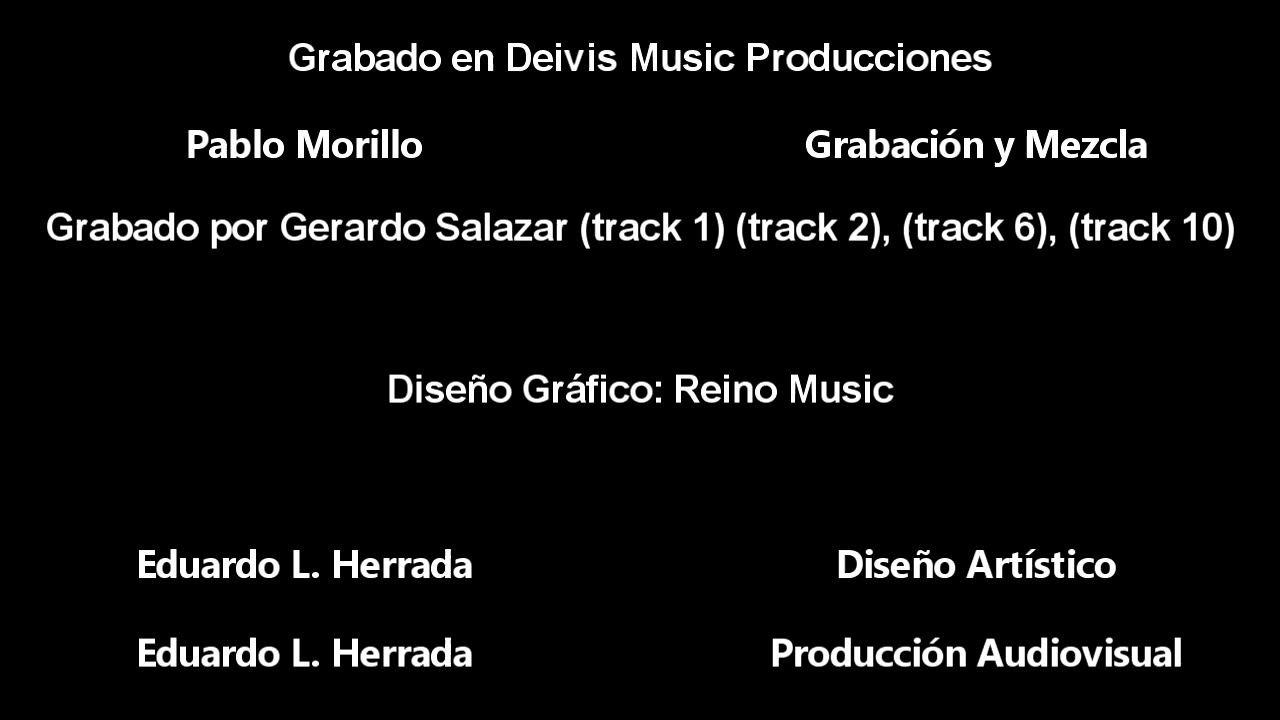 Grabado en Deivis Music Producciones
Pablo Morillo Grabación y Mezcla
Grabado por Gerardo Salazar (track 1) (track 2), (track 6), (track 10)
Diseño Gráfico: Reino Music
Eduardo L. Herrada Diseño Artístico
Eduardo L. Herrada Producción Audiovisual